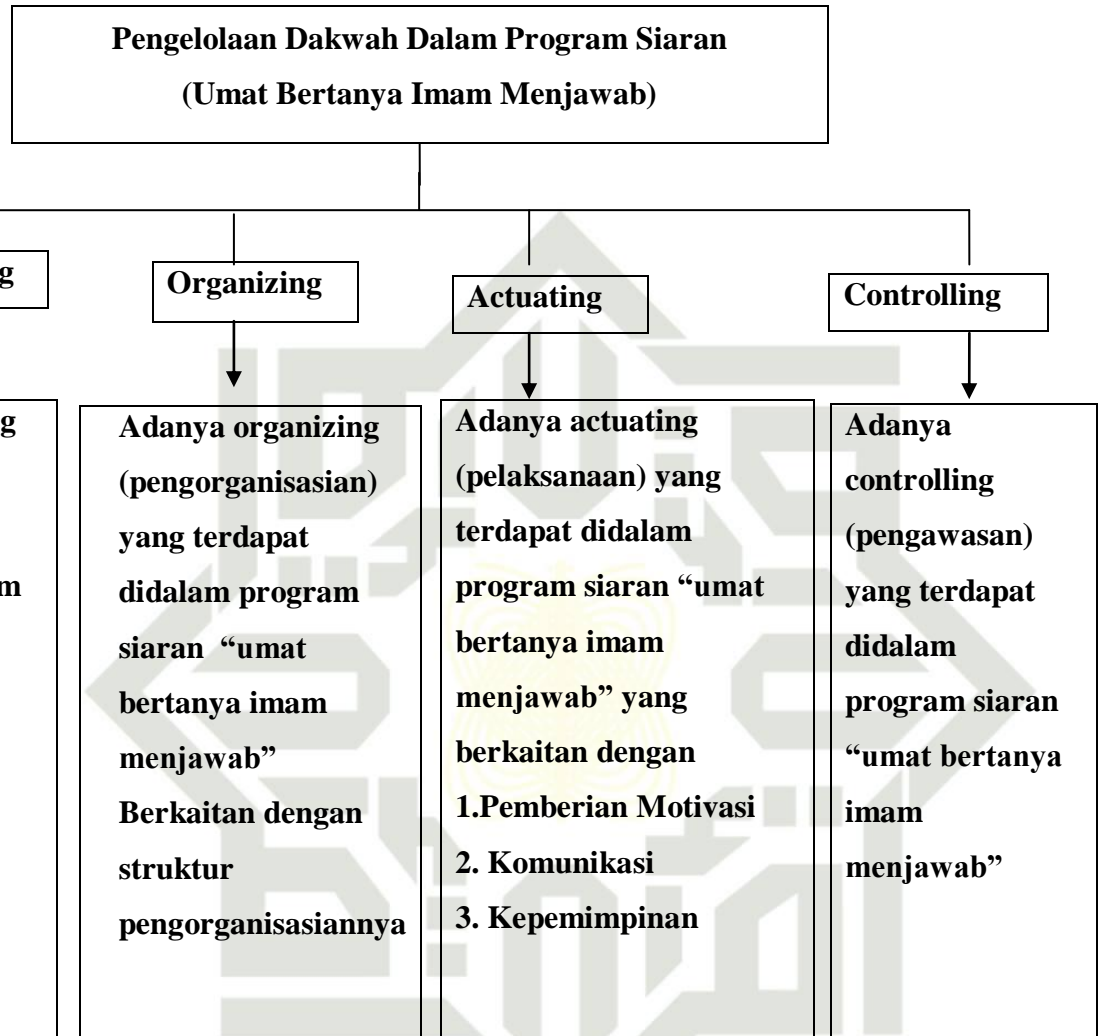 Pengelolaan Dakwah Dalam Program Siaran
(Umat Bertanya Imam Menjawab)
g
Organizing
Actuating
Controlling
g
m
Adanya organizing
(pengorganisasian)
yang terdapat
didalam program
siaran “umat
bertanya imam
menjawab”
Berkaitan dengan
struktur
pengorganisasiannya
Adanya actuating
(pelaksanaan) yang
terdapat didalam
program siaran “umat
bertanya imam
menjawab” yang
berkaitan dengan
1.Pemberian Motivasi
2. Komunikasi
3. Kepemimpinan
Adanya
controlling
(pengawasan)
yang terdapat
didalam
program siaran
“umat bertanya
imam
menjawab”